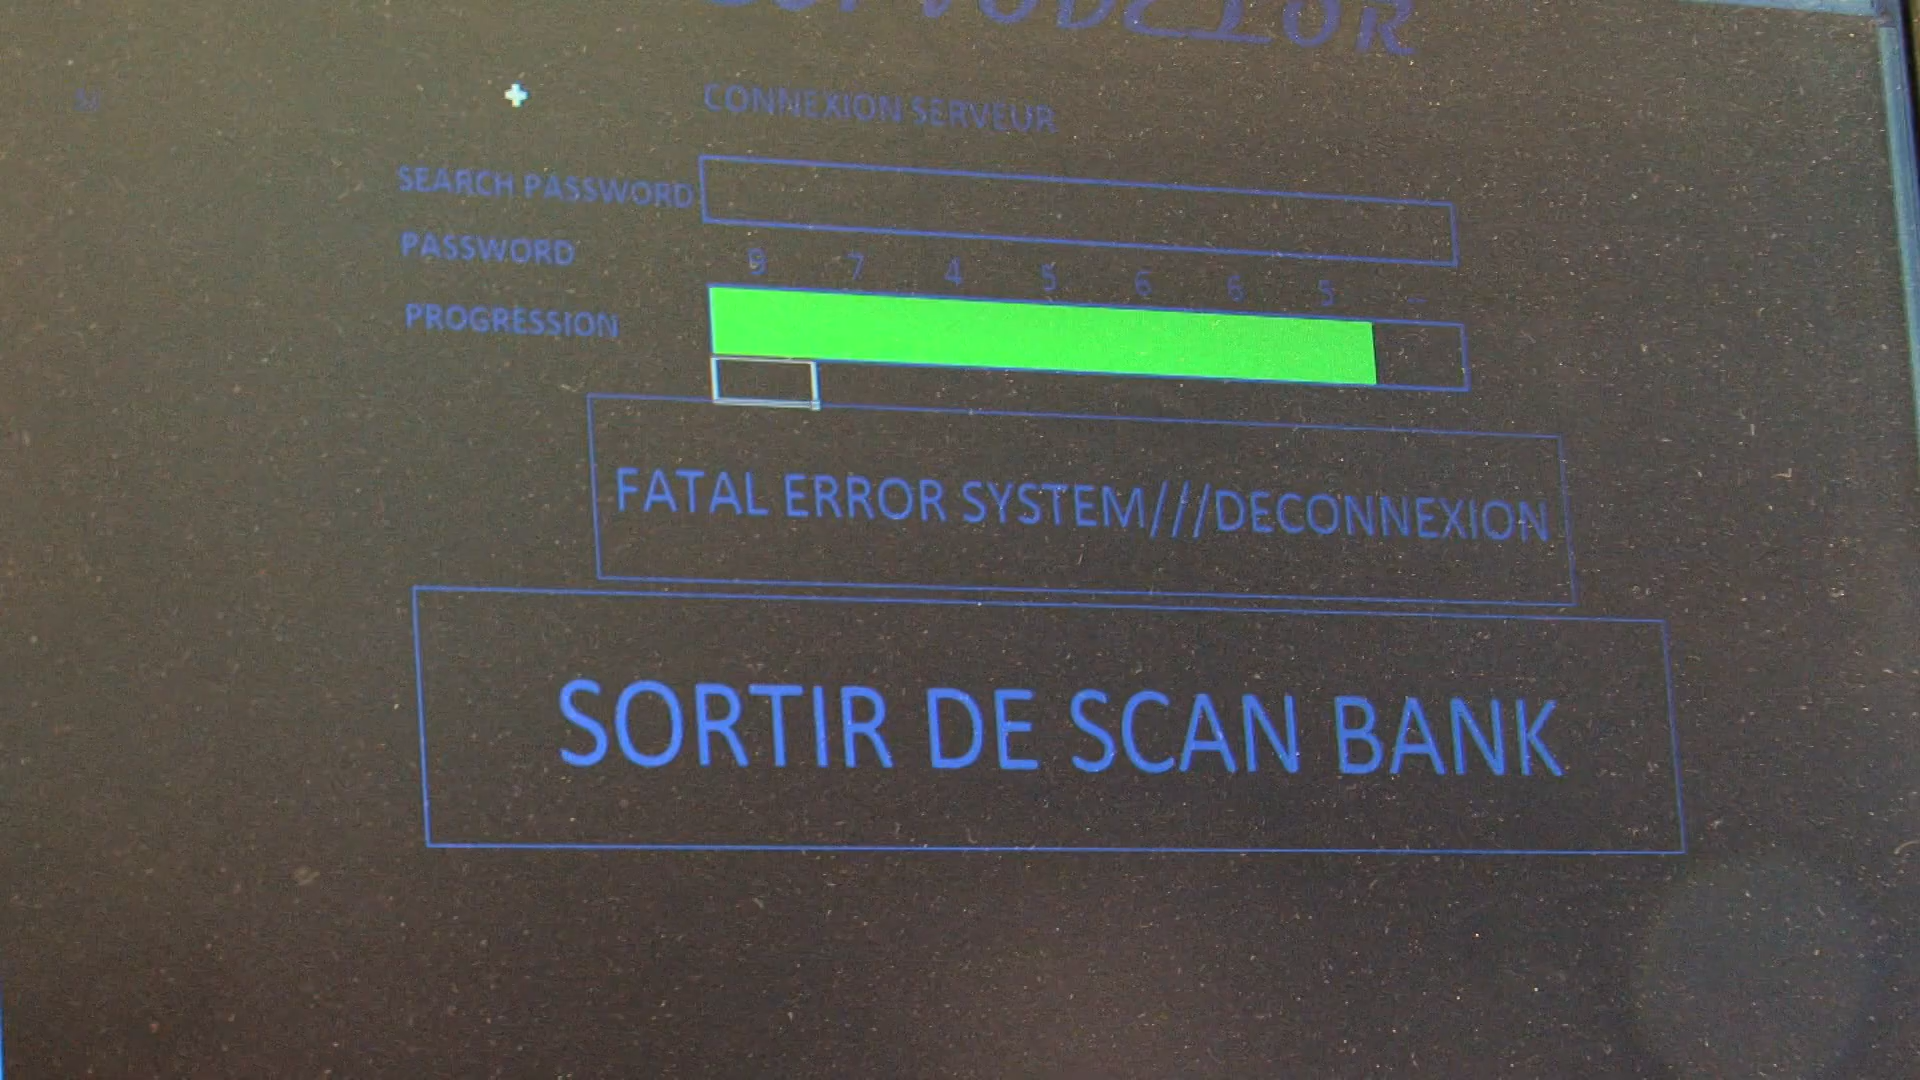 CONNEXION SERVEUR
SEARCH PASSWORD
PASSWORD 9 7 4 5 6 6 5 _
PROGRESSION
FATAL ERROR SYSTEM///DECONNEXION
SORTIR DE SCAN BANK